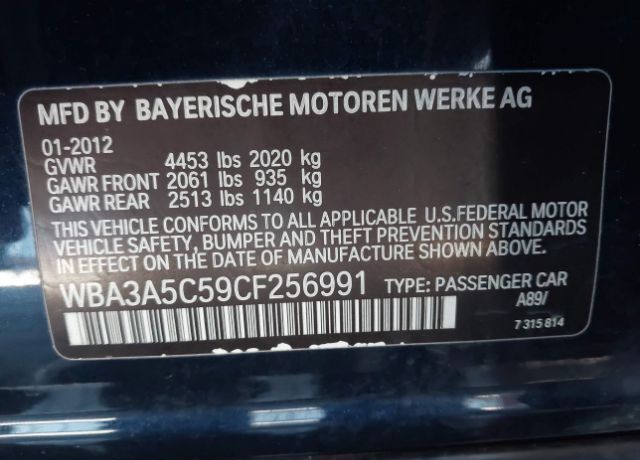 MFD BY BAYERISCHE MOTOREN WERKE AG
01-2012
GVWR 4453 lbs 2020 kg
GAWR FRONT 2061 lbs 935 kg
GAWR REAR 2513 lbs 1140 kg
THIS VEHICLE CONFORMS TO ALL APPLICABLE U.S.FEDERAL MOTOR
VEHICLE SAFETY, BUMPER AND THEFT PREVENTION STANDARDS
IN EFFECT ON THE DATE OF MANUFACTURE SHOWN ABOVE.
WBA3A5C59CF256991 TYPE: PASSENGER CAR
A89/
7 315 814